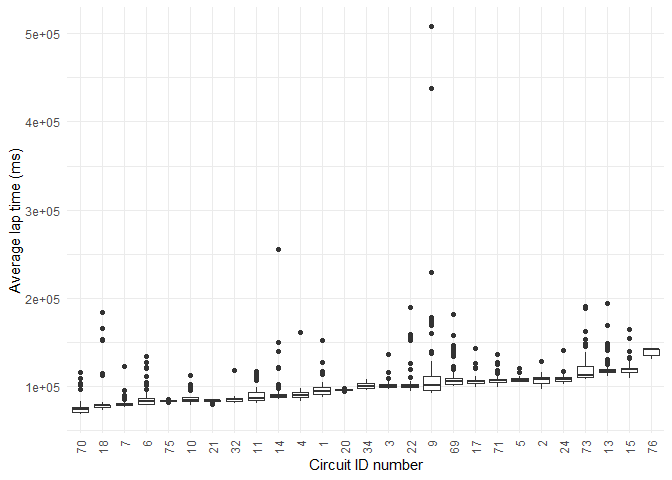 Average lap time (ms)
5e+05
4e+05
3e+05
2e+05
1e+05
70 18 7 6 75 10 21 32 11 14 4 1 20 34 3 22 9 69 17 71 5 2 24 73 13 15 76
Circuit ID number